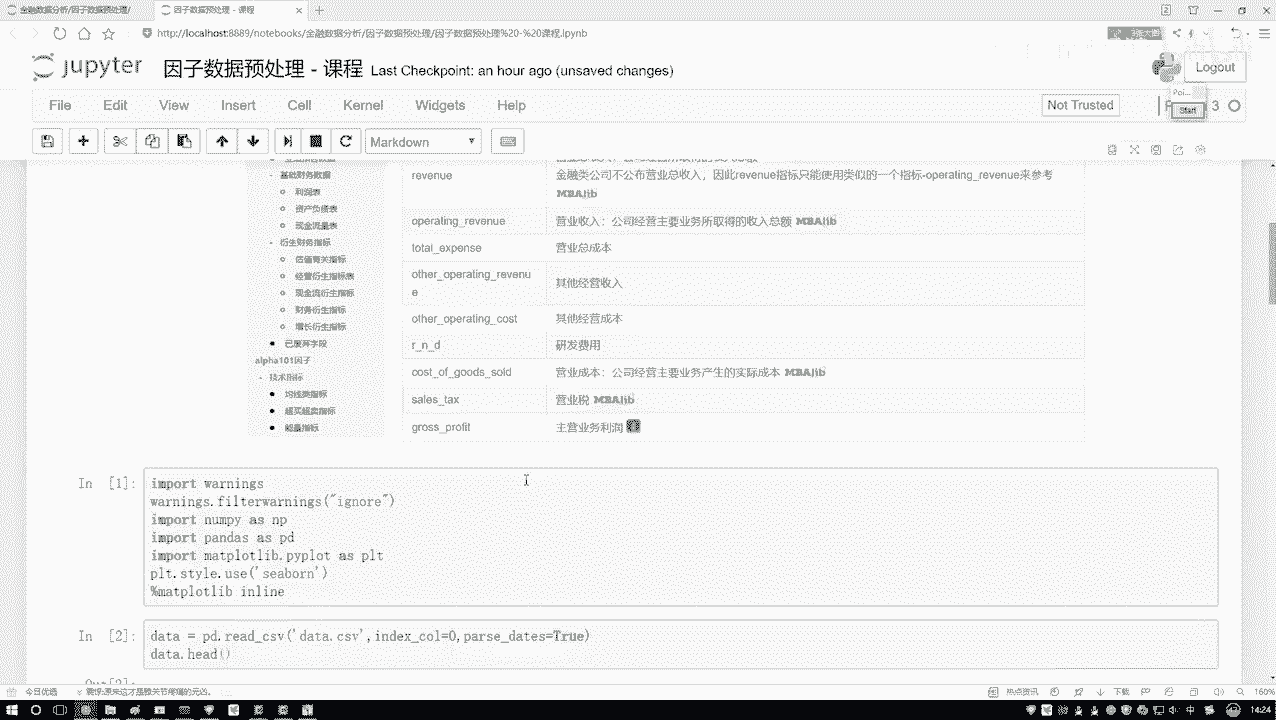 金融数据分析/因子数据预处理/
因子数据预处理 - 课程
http://localhost:8889/notebooks/金融数据分析/因子数据预处理/因子数据预处理%20-%20课程.ipynb
jupyter 因子数据预处理 - 课程 Last Checkpoint: an hour ago (unsaved changes)
Logout
File Edit View Insert Cell Kernel Widgets Help
Not Trusted
3
Start
Markdown
基础财务数据
利润表
资产负债表
现金流量表
衍生财务指标
估值有关指标
经营衍生指标表
现金流衍生指标
财务衍生指标
增长衍生指标
已废弃字段
alpha101因子
技术指标
均线类指标
超买超卖指标
能量指标
revenue 金融类公司不公布营业总收入，因此revenue指标只能使用类似的一个指标-operating_revenue来参考
MBAlib
operating_revenue 营业收入：公司经营主要业务所取得的收入总额 MBAlib
total_expense 营业总成本
other_operating_revenu
e 其他经营收入
other_operating_cost 其他经营成本
r_n_d 研发费用
cost_of_goods_sold 营业成本：公司经营主要业务产生的实际成本 MBAlib
sales_tax 营业税 MBAlib
gross_profit 主营业务利润
In [1]: import warnings
warnings.filterwarnings("ignore")
import numpy as np
import pandas as pd
import matplotlib.pyplot as plt
plt.style.use('seaborn')
%matplotlib inline
In [2]: data = pd.read_csv('data.csv',index_col=0,parse_dates=True)
data.head()
今日优选
热点资讯
下载
160%
中
14:24